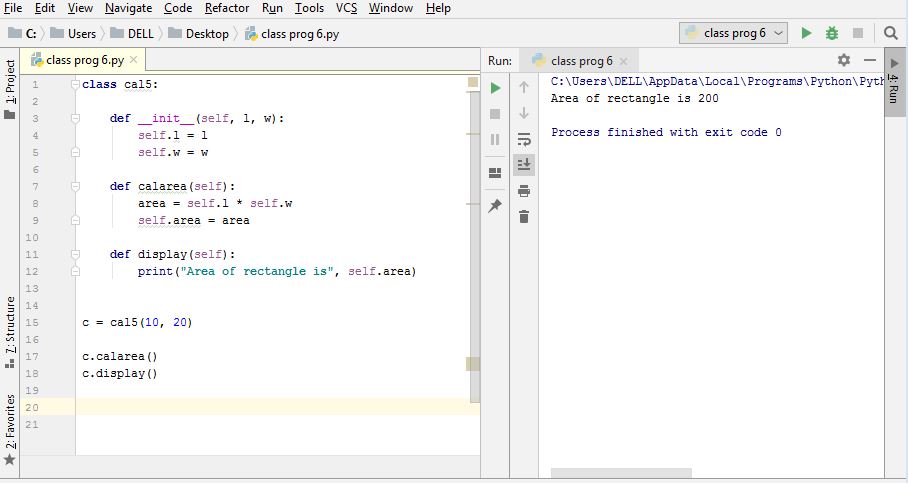 File Edit View Navigate Code Refactor Run Tools VCS Window Help
C: Users DELL Desktop class prog 6.py class prog 6
class prog 6.py Run: class prog 6
1: Project
7: Structure
2: Favorites
4: Run
1 class cal5:
2
3 def __init__(self, l, w):
4 self.l = l
5 self.w = w
6
7 def calarea(self):
8 area = self.l * self.w
9 self.area = area
10
11 def display(self):
12 print("Area of rectangle is", self.area)
13
14
15 c = cal5(10, 20)
16
17 c.calarea()
18 c.display()
19
20
21
C:\Users\DELL\AppData\Local\Programs\Python\Pyth
Area of rectangle is 200
Process finished with exit code 0